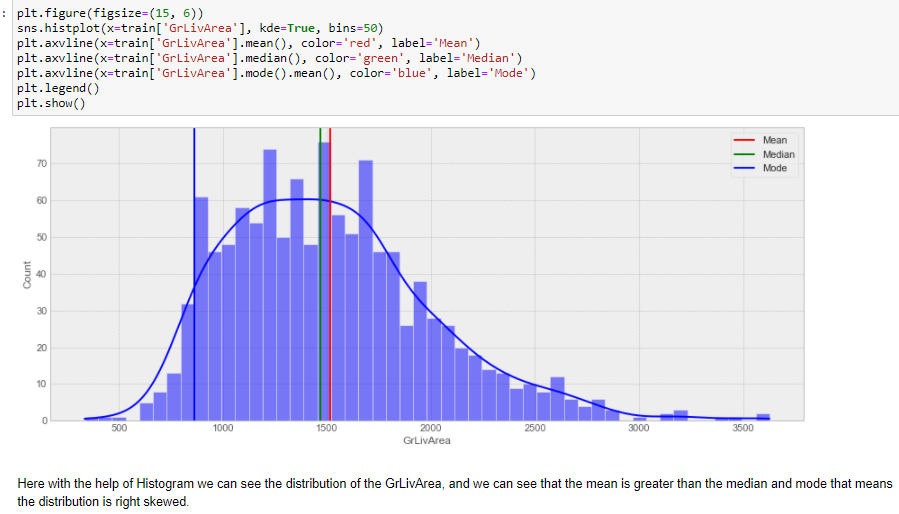 : plt.figure(figsize=(15, 6))
sns.histplot(x=train['GrLivArea'], kde=True, bins=50)
plt.axvline(x=train['GrLivArea'].mean(), color='red', label='Mean')
plt.axvline(x=train['GrLivArea'].median(), color='green', label='Median')
plt.axvline(x=train['GrLivArea'].mode().mean(), color='blue', label='Mode')
plt.legend()
plt.show()
Mean
Median
Mode
70
60
50
40
30
20
10
0
Count
500 1000 1500 2000 2500 3000 3500
GrLivArea
Here with the help of Histogram we can see the distribution of the GrLivArea, and we can see that the mean is greater than the median and mode that means
the distribution is right skewed.